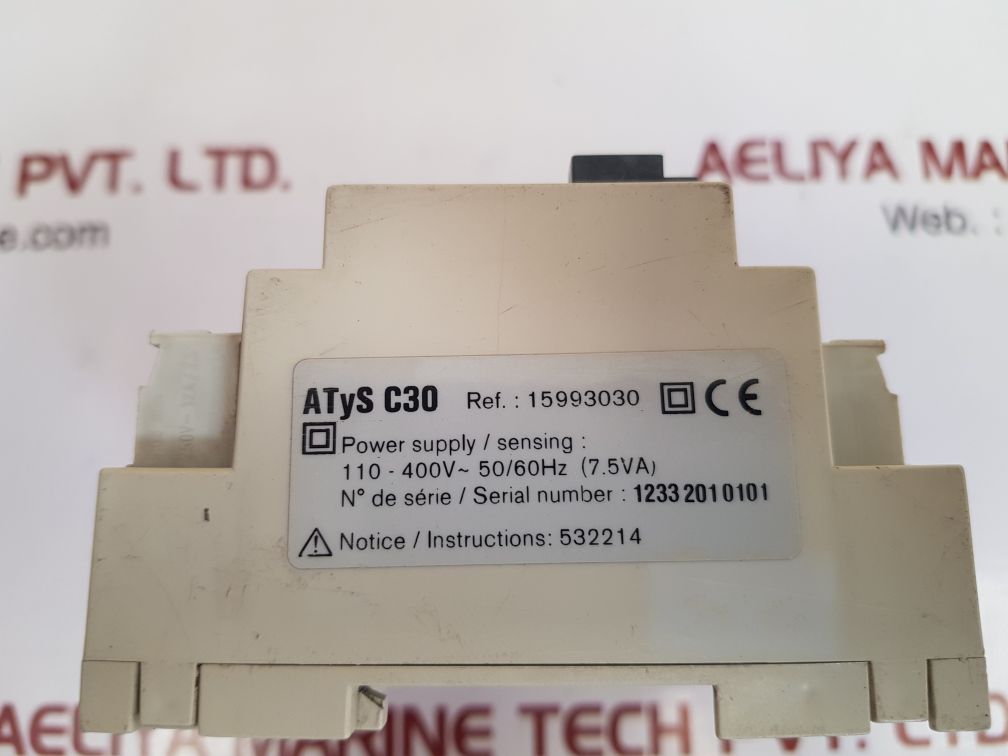 PVT. LTD.
AELIYA MA
e.com
Web. :
ATyS C30 Ref. : 15993030 CE
Power supply / sensing :
110 - 400V~ 50/60Hz (7.5VA)
N° de série / Serial number : 1233 201 0101
Notice / Instructions: 532214
AELIYA MARINE TECH PVT. LTD.